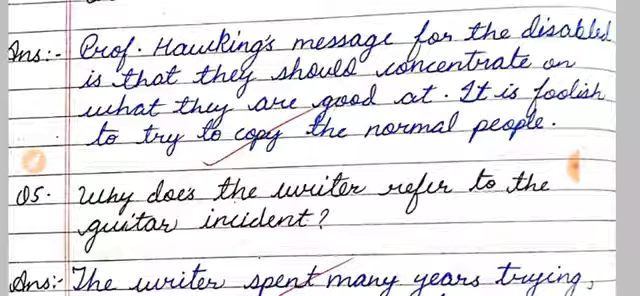 Ans:- Prof. Hawking's message for the disabled
is that they should concentrate on
what they are good at. It is foolish
to try to copy the normal people.
Q5. Why does the writer refer to the
guitar incident?
Ans:- The writer spent many years trying,